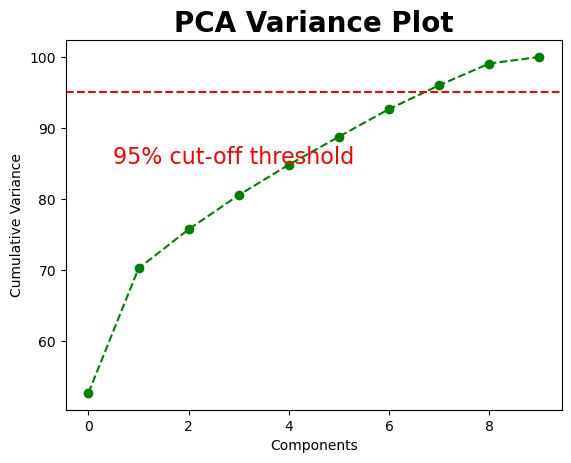 PCA Variance Plot
100
90
80
70
60
Cumulative Variance
95% cut-off threshold
0 2 4 6 8
Components